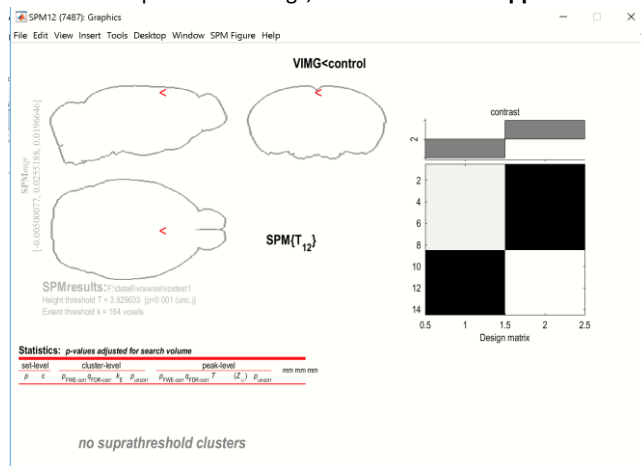 SPM12 (7487): Graphics
File Edit View Insert Tools Desktop Window SPM Figure Help
VIMG<control
<
<
<
SPMmip
[-0.00500077, 0.0255188, 0.0196646]
SPM{T12}
SPMresults: F:\data6\voxwise\voxtest1
Height threshold T = 3.929633 {p<0.001 (unc.)}
Extent threshold k = 164 voxels
contrast
2
2
4
6
8
10
12
14
0.5 1 1.5 2 2.5
Design matrix
Statistics: p-values adjusted for search volume
set-level cluster-level peak-level mm mm mm
p c pFWE-corr qFDR-corr kE puncorr pFWE-corr qFDR-corr T (Z≡) puncorr
no suprathreshold clusters